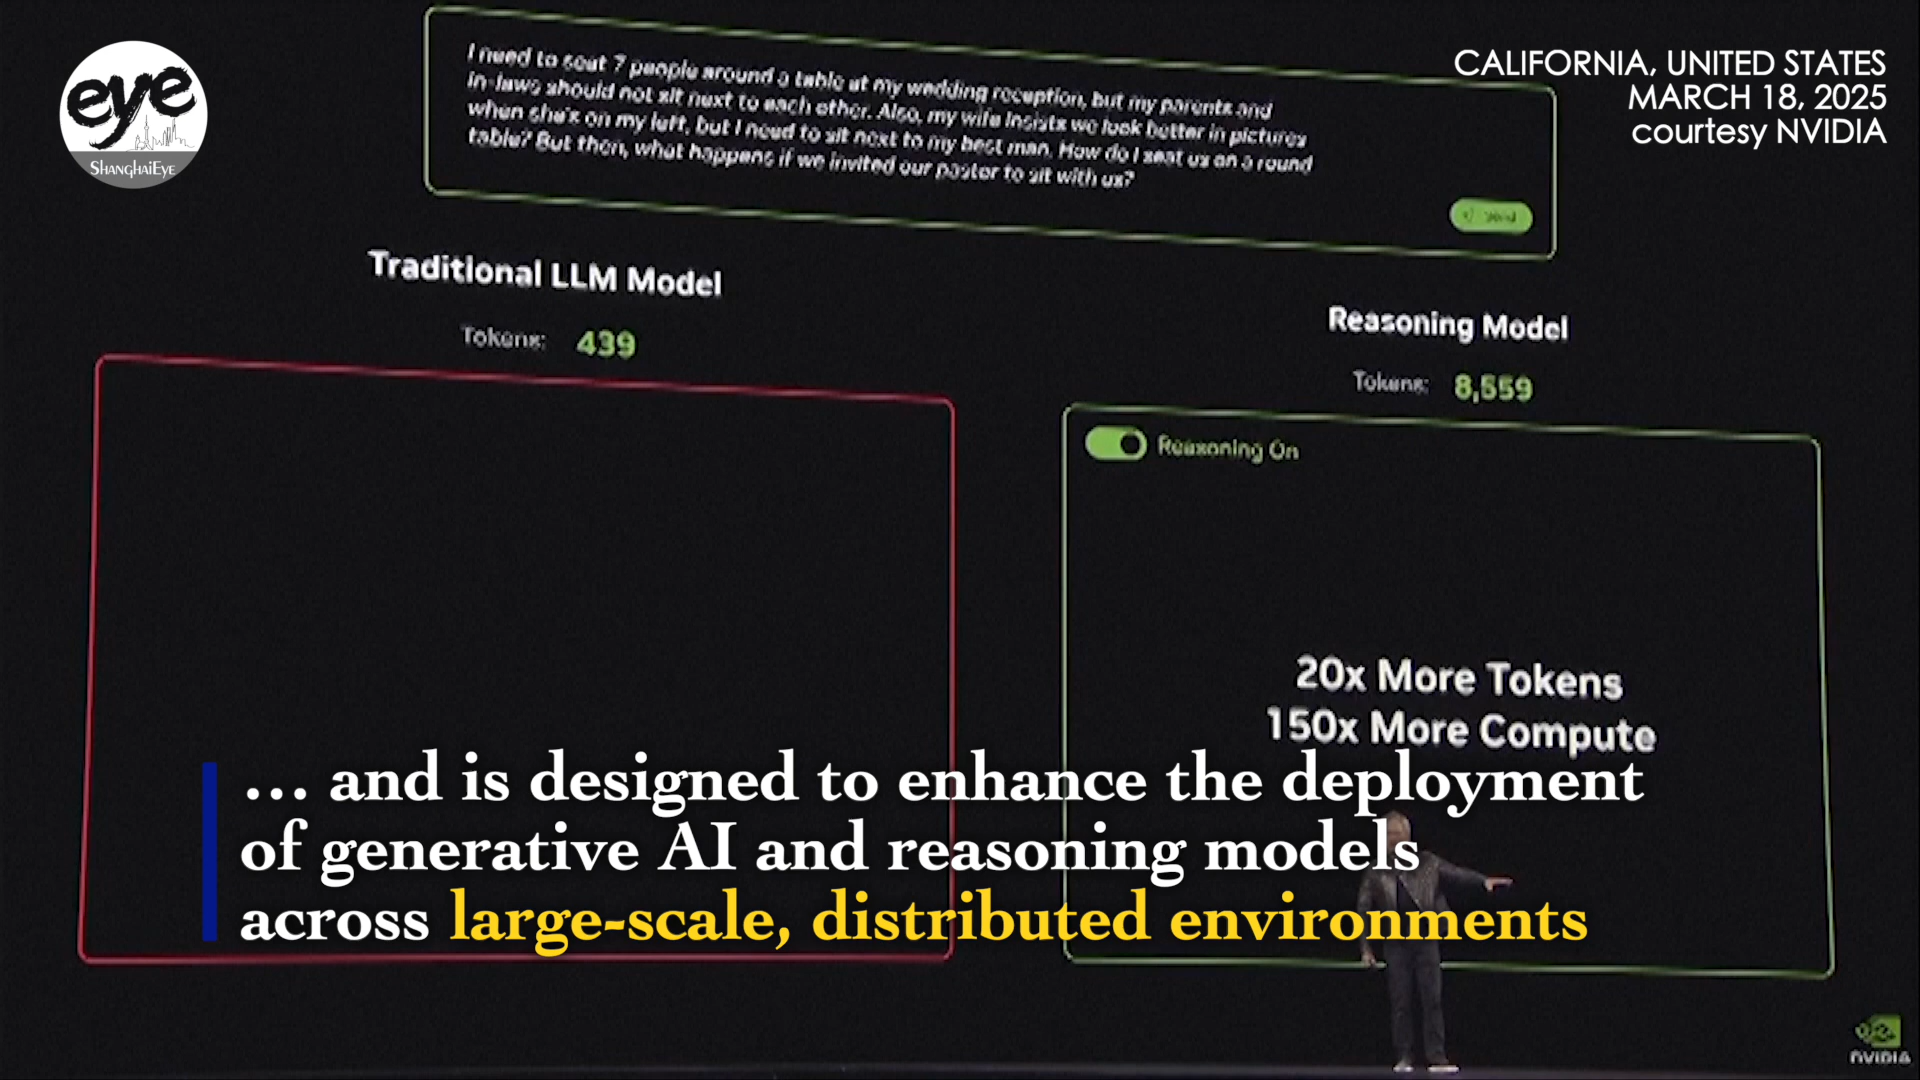 eye
SHANGHAIEYE
CALIFORNIA, UNITED STATES
MARCH 18, 2025
courtesy NVIDIA
I need to seat 7 people around a table at my wedding reception, but my parents and
in-laws should not sit next to each other. Also, my wife insists we look better in pictures
when she's on my left, but I need to sit next to my best man. How do I seat us on a round
table? But then, what happens if we invited our pastor to sit with us?
Send
Traditional LLM Model
Tokens: 439
Reasoning Model
Tokens: 8,559
Reasoning On
20x More Tokens
150x More Compute
… and is designed to enhance the deployment
of generative AI and reasoning models
across large-scale, distributed environments
NVIDIA